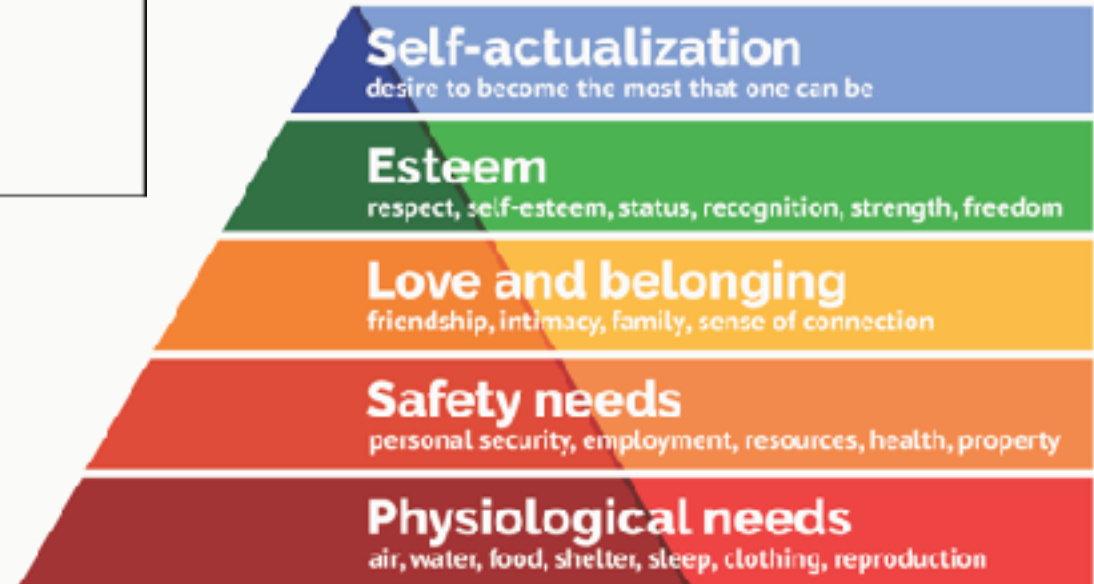 Self-actualization
desire to become the most that one can be
Esteem
respect, self-esteem, status, recognition, strength, freedom
Love and belonging
friendship, intimacy, family, sense of connection
Safety needs
personal security, employment, resources, health, property
Physiological needs
air, water, food, shelter, sleep, clothing, reproduction